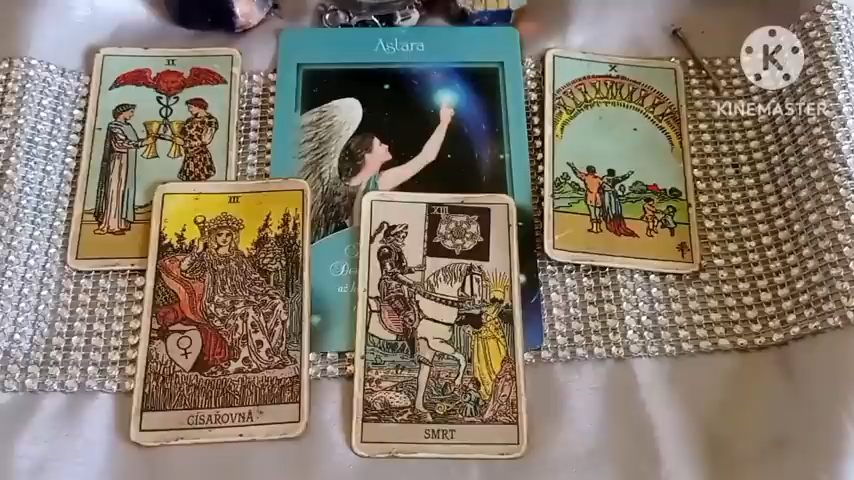 Astara
II
X
K
KINEMASTER
III
XIII
CÍSAŘOVNA
SMRT